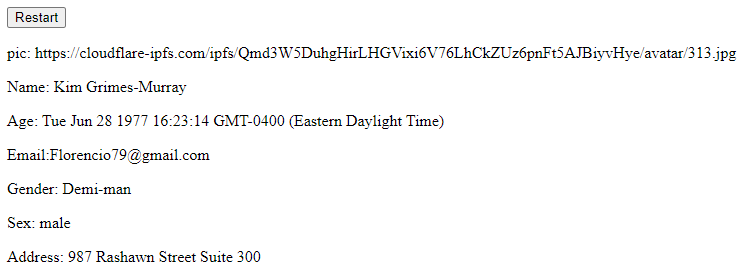 Restart
pic: https://cloudflare-ipfs.com/ipfs/Qmd3W5DuhgHirLHGVixi6V76LhCkZUz6pnFt5AJBiyvHye/avatar/313.jpg
Name: Kim Grimes-Murray
Age: Tue Jun 28 1977 16:23:14 GMT-0400 (Eastern Daylight Time)
Email:Florencio79@gmail.com
Gender: Demi-man
Sex: male
Address: 987 Rashawn Street Suite 300